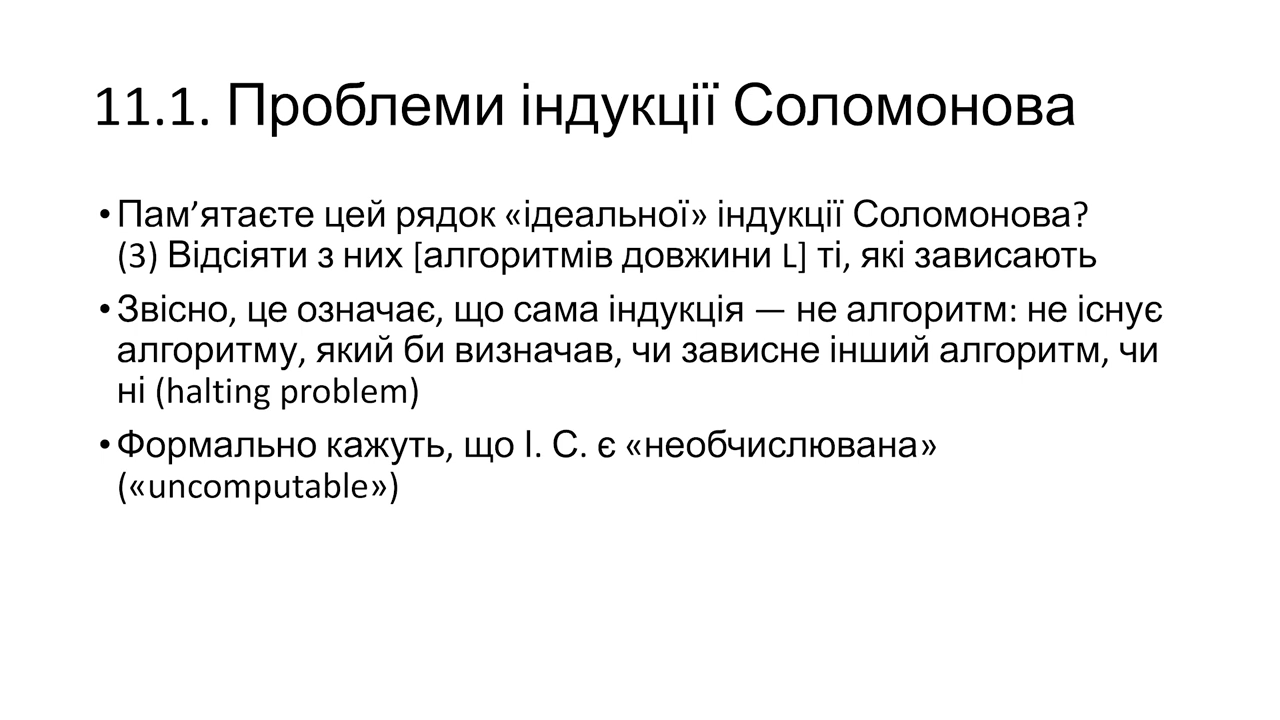 11.1. Проблеми індукції Соломонова
• Пам’ятаєте цей рядок «ідеальної» індукції Соломонова?
(3) Відсіяти з них [алгоритмів довжини L] ті, які зависають
• Звісно, це означає, що сама індукція — не алгоритм: не існує
алгоритму, який би визначав, чи зависне інший алгоритм, чи
ні (halting problem)
• Формально кажуть, що І. С. є «необчислювана»
(«uncomputable»)